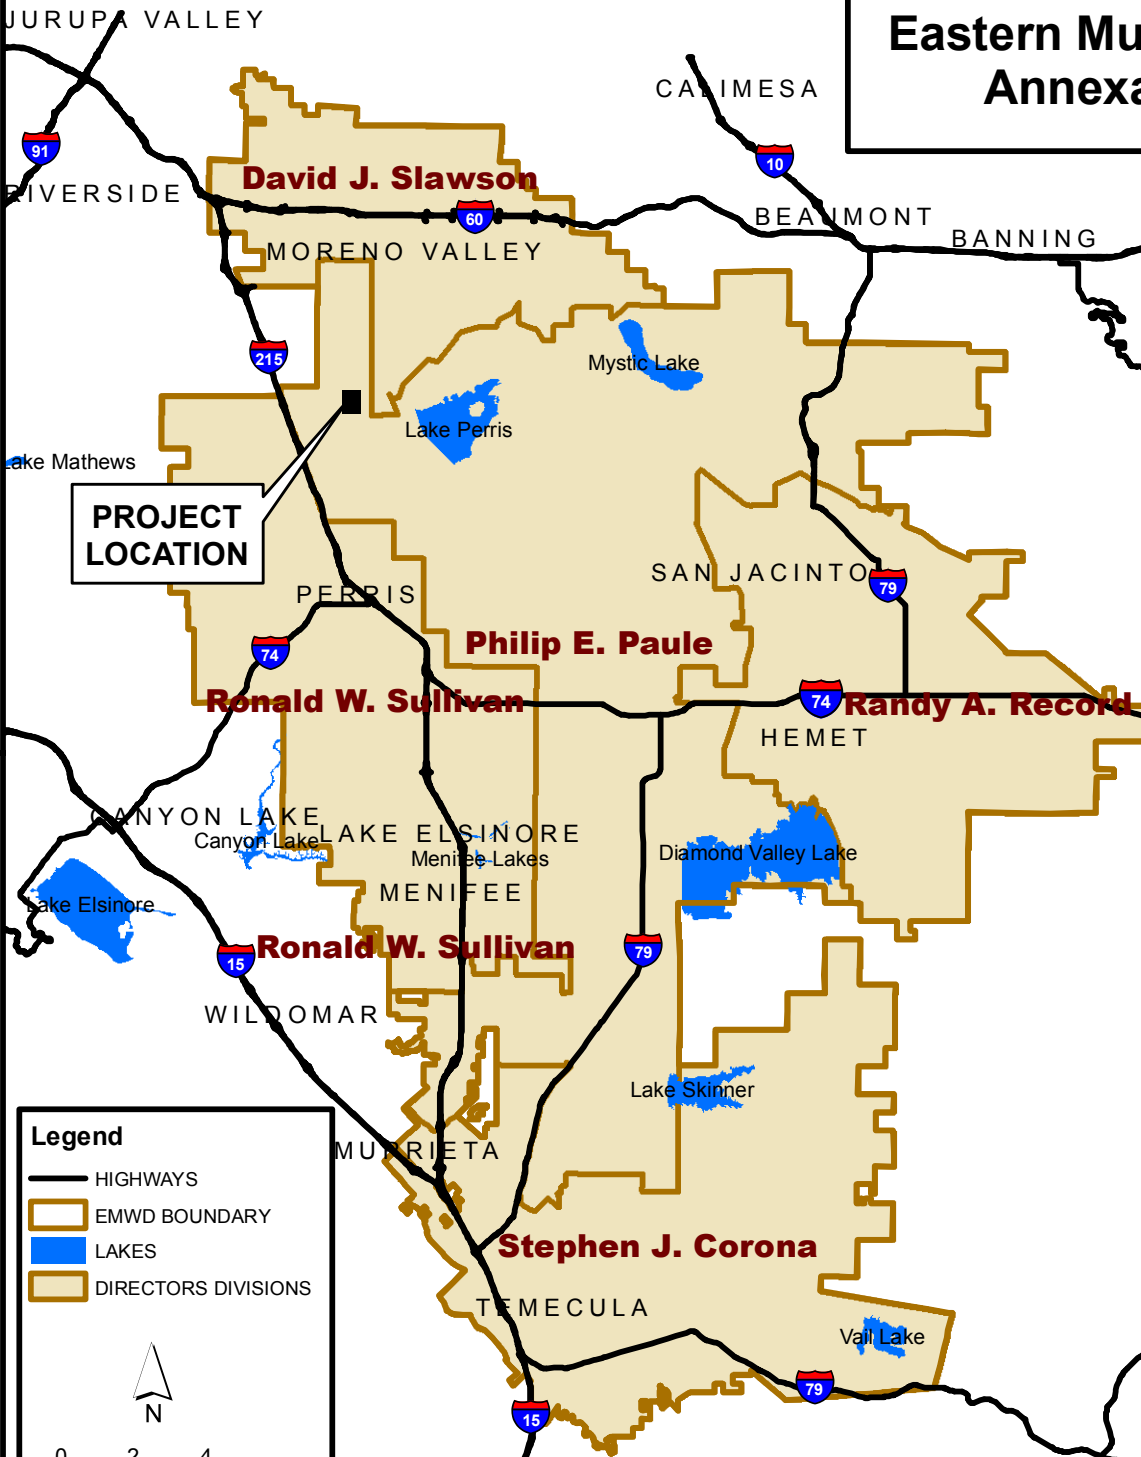 JURUPA VALLEY
Eastern Mu
Annexa
CALIMESA
91
10
RIVERSIDE
David J. Slawson
60
BEAUMONT
BANNING
MORENO VALLEY
215
Mystic Lake
Lake Perris
Lake Mathews
PROJECT
LOCATION
SAN JACINTO
79
PERRIS
74
Philip E. Paule
Ronald W. Sullivan
74
Randy A. Record
HEMET
CANYON LAKE
Canyon Lake
LAKE ELSINORE
Menifee Lakes
Diamond Valley Lake
MENIFEE
Lake Elsinore
Ronald W. Sullivan
15
79
WILDOMAR
Lake Skinner
MURRIETA
Stephen J. Corona
TEMECULA
Vail Lake
79
15
Legend
HIGHWAYS
EMWD BOUNDARY
LAKES
DIRECTORS DIVISIONS
N
0 2 4